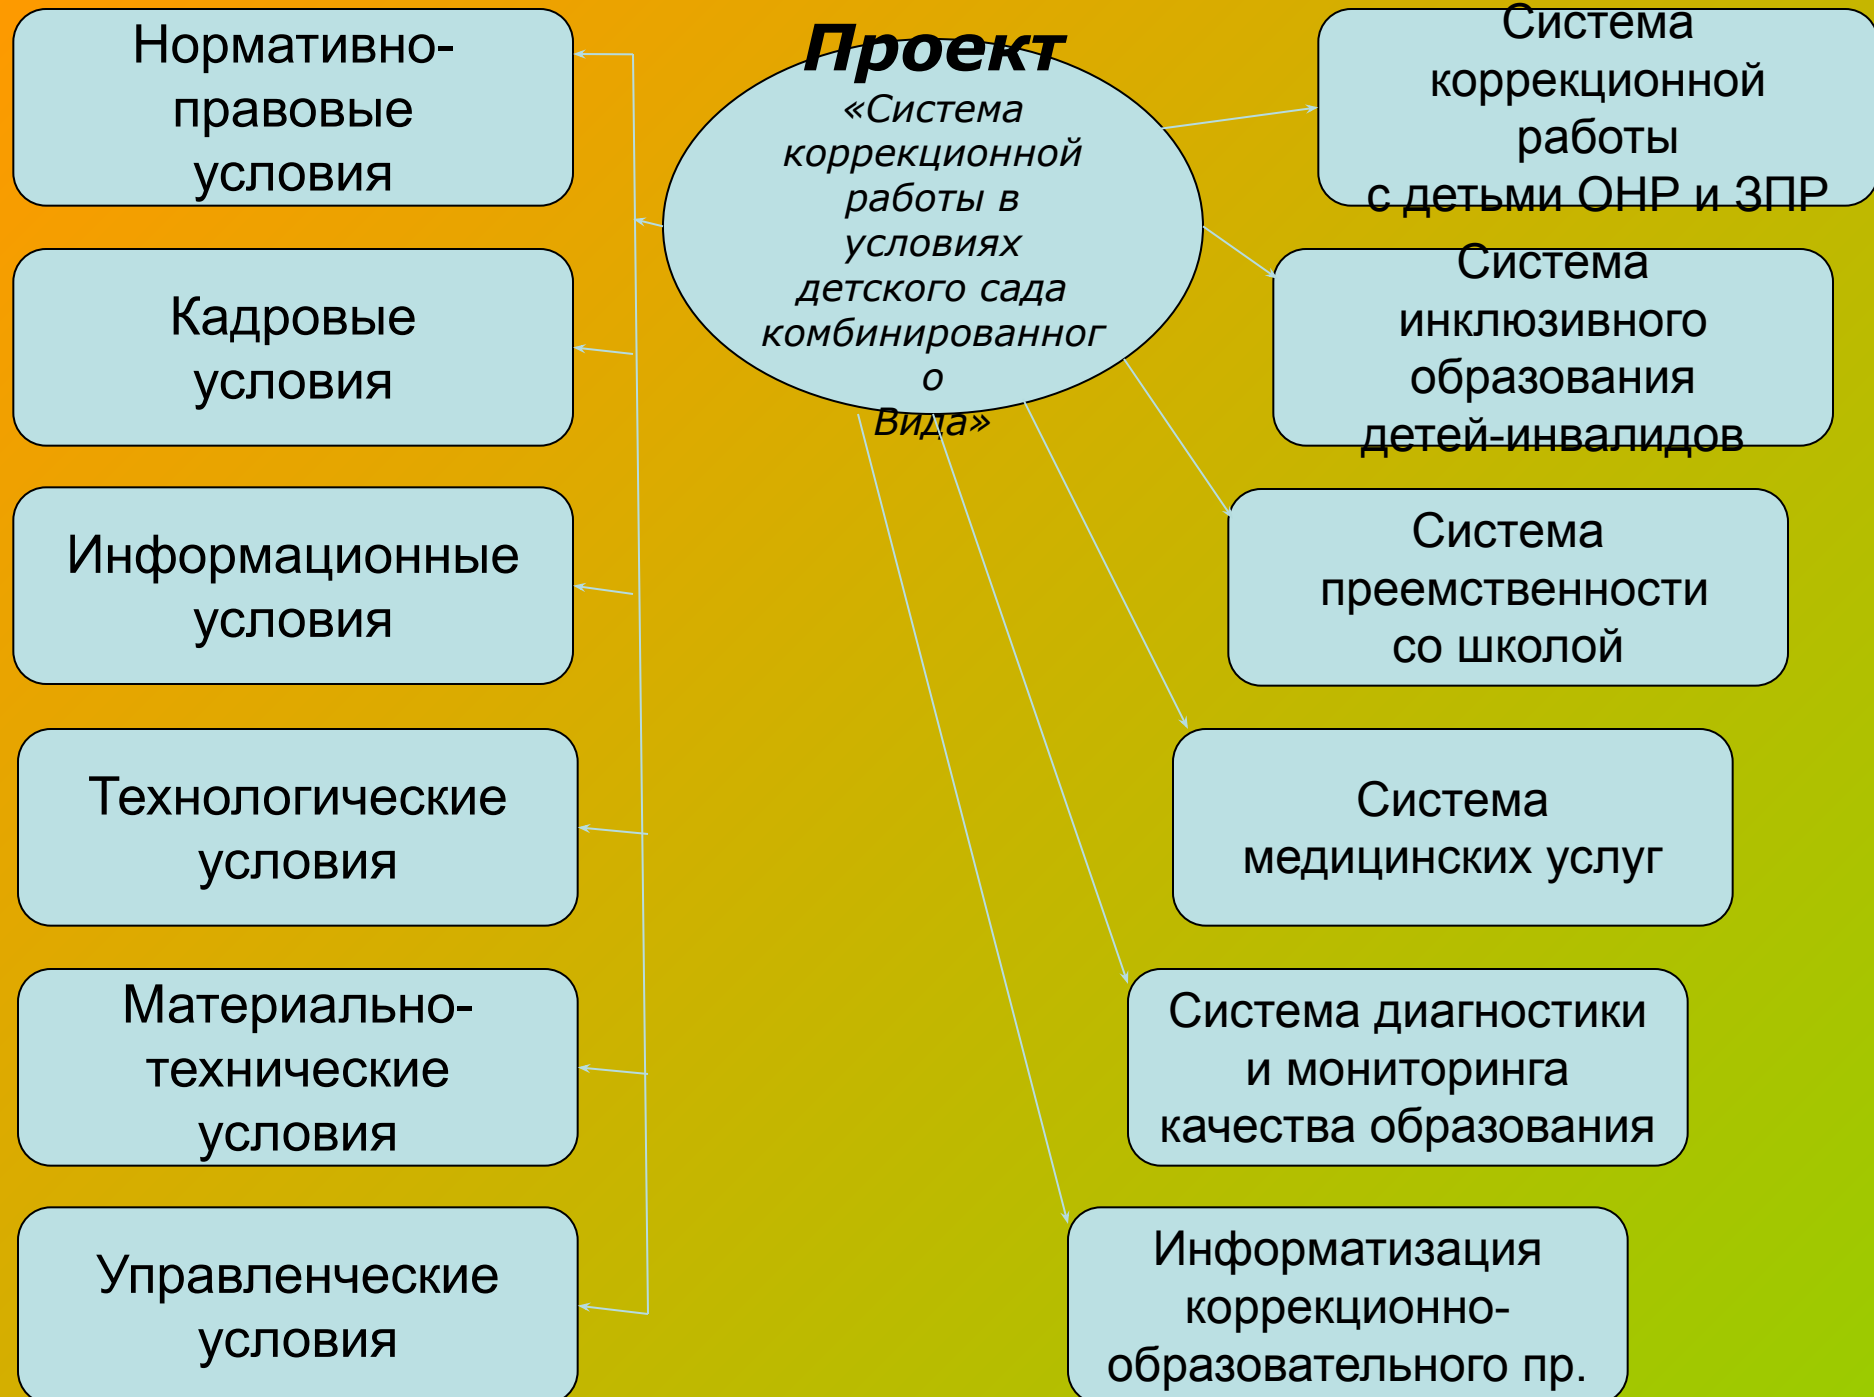 Нормативно-
правовые
условия
Кадровые
условия
Информационные
условия
Технологические
условия
Материально-
технические
условия
Управленческие
условия
Проект
«Система
коррекционной
работы в
условиях
детского сада
комбинированног
о
Вида»
Система
коррекционной
работы
с детьми ОНР и ЗПР
Система
инклюзивного
образования
детей-инвалидов
Система
преемственности
со школой
Система
медицинских услуг
Система диагностики
и мониторинга
качества образования
Информатизация
коррекционно-
образовательного пр.